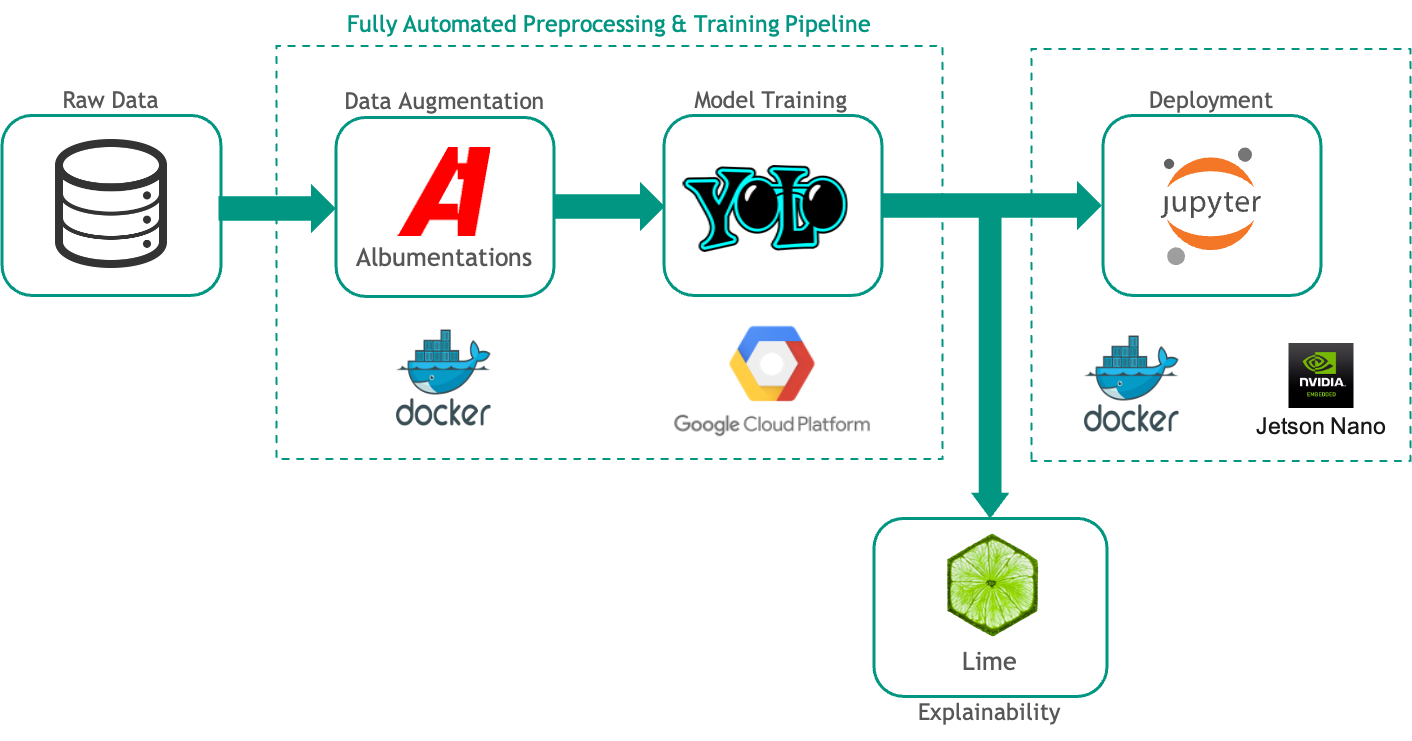 Fully Automated Preprocessing & Training Pipeline
Raw Data
Data Augmentation
Model Training
Deployment
AI
Albumentations
YOLO
jupyter
docker
Google Cloud Platform
docker
NVIDIA.
EMBEDDED
Jetson Nano
Lime
Explainability